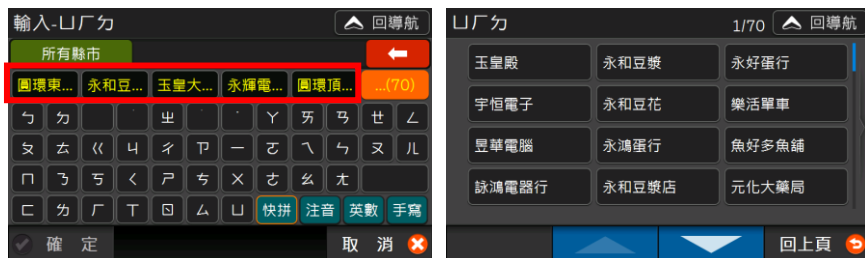 輸入-ㄩㄏㄉ
回導航
所有縣市
圓環東... 永和豆... 玉皇大... 永輝電... 圓環頂... ...(70)
ㄅ ㄉ ˇ ˋ ㄓ ˊ ˙ ㄚ ㄞ ㄢ ㄝ ㄥ
ㄆ ㄊ ㄍ ㄐ ㄔ ㄗ ㄧ ㄛ ㄟ ㄣ ㄡ ㄦ
ㄇ ㄋ ㄎ ㄑ ㄕ ㄘ ㄨ ㄜ ㄠ ㄤ
ㄈ ㄌ ㄏ ㄒ ㄖ ㄙ ㄩ 快拼 注音 英數 手寫
確 定
取 消
ㄩㄏㄉ
1/70
回導航
玉皇殿 永和豆漿 永好蛋行
宇恒電子 永和豆花 樂活單車
昱華電腦 永鴻蛋行 魚好多魚舖
詠鴻電器行 永和豆漿店 元化大藥局
回上頁